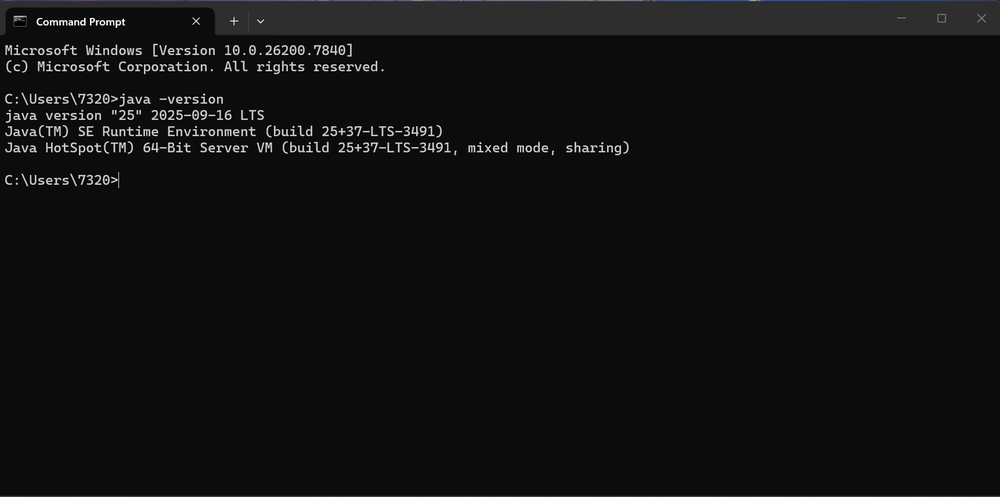 Command Prompt
Microsoft Windows [Version 10.0.26200.7840]
(c) Microsoft Corporation. All rights reserved.
C:\Users\7320>java -version
java version "25" 2025-09-16 LTS
Java(TM) SE Runtime Environment (build 25+37-LTS-3491)
Java HotSpot(TM) 64-Bit Server VM (build 25+37-LTS-3491, mixed mode, sharing)
C:\Users\7320>